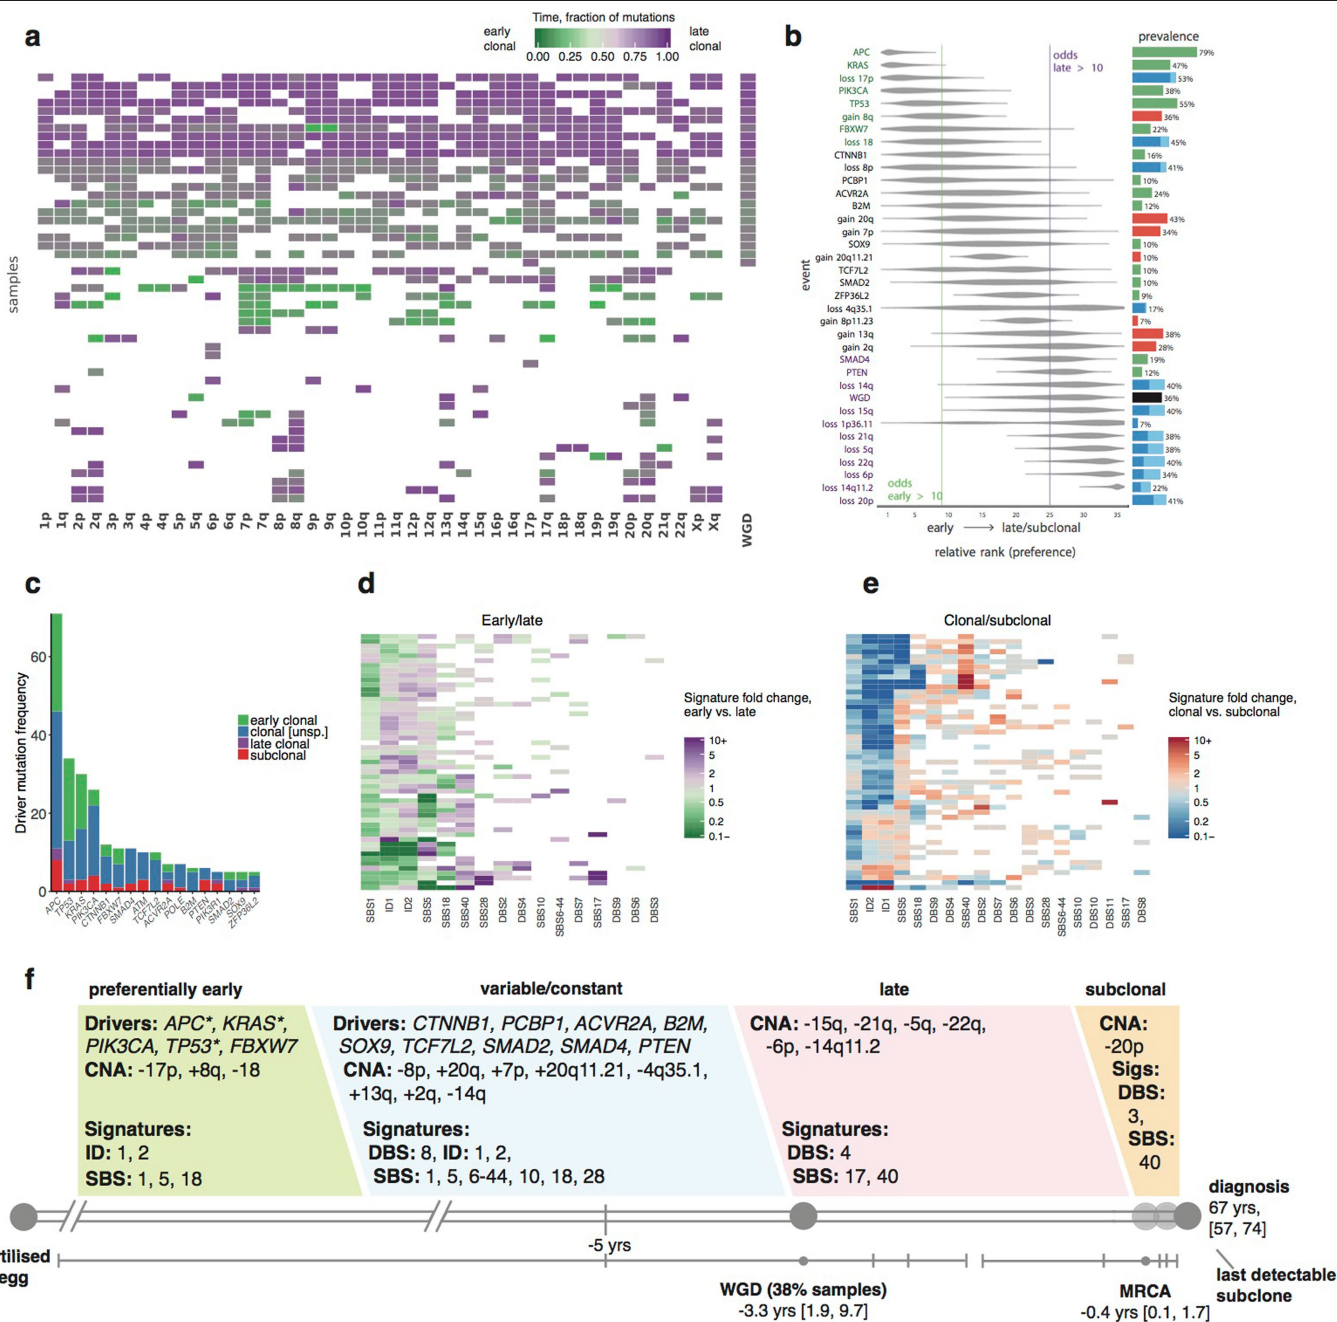 a
early
clonal
Time, fraction of mutations
late
clonal
0.00 0.25 0.50 0.75 1.00
samples
1p 1q 2p 2q 3p 3q 4p 4q 5p 5q 6p 6q 7p 7q 8p 8q 9p 9q 10p 10q 11p 11q 12p 12q 13q 14q 15q 16p 16q 17p 17q 18p 18q 19p 19q 20p 20q 21q 22q Xp Xq WGD
b
prevalence
odds
late > 10
event
APC 79%
KRAS 47%
loss 17p 53%
PIK3CA 38%
TP53 55%
gain 8q 36%
FBXW7 22%
loss 18 45%
CTNNB1 16%
loss 8p 41%
PCBP1 10%
ACVR2A 24%
B2M 12%
gain 20q 43%
gain 7p 34%
SOX9 10%
gain 20q11.21 10%
TCF7L2 10%
SMAD2 10%
ZFP36L2 9%
loss 4q35.1 17%
gain 8p11.23 7%
gain 13q 38%
gain 2q 28%
SMAD4 19%
PTEN 12%
loss 14q 40%
WGD 36%
loss 15q 40%
loss 1p36.11 7%
loss 21q 38%
loss 5q 38%
loss 22q 40%
loss 6p 34%
loss 14q11.2 22%
loss 20p 41%
odds
early > 10
1 5 10 15 20 25 30 35
early → late/subclonal
relative rank (preference)
c
Driver mutation frequency
60
40
20
0
early clonal
clonal [unsp.]
late clonal
subclonal
APC TP53 KRAS PIK3CA CTNNB1 FBXW7 SMAD4 ATM TCF7L2 ACVR2A POLE B2M PTEN PIK3R1 SMAD2 SOX9 ZFP36L2
d
Early/late
Signature fold change,
early vs. late
10+
5
2
1
0.5
0.2
0.1−
SBS1 ID1 ID2 SBS5 SBS18 SBS40 SBS28 DBS2 DBS4 SBS10 SBS6-44 DBS7 SBS17 DBS9 DBS6 DBS3
e
Clonal/subclonal
Signature fold change,
clonal vs. subclonal
10+
5
2
1
0.5
0.2
0.1−
SBS1 ID2 ID1 SBS5 SBS18 DBS9 DBS4 SBS40 DBS2 DBS7 DBS6 DBS3 SBS28 SBS6-44 SBS10 DBS10 DBS11 SBS17 DBS8
f
preferentially early
Drivers: APC*, KRAS*,
PIK3CA, TP53*, FBXW7
CNA: -17p, +8q, -18
Signatures:
ID: 1, 2
SBS: 1, 5, 18
variable/constant
Drivers: CTNNB1, PCBP1, ACVR2A, B2M,
SOX9, TCF7L2, SMAD2, SMAD4, PTEN
CNA: -8p, +20q, +7p, +20q11.21, -4q35.1,
+13q, +2q, -14q
Signatures:
DBS: 8, ID: 1, 2,
SBS: 1, 5, 6-44, 10, 18, 28
late
CNA: -15q, -21q, -5q, -22q,
-6p, -14q11.2
Signatures:
DBS: 4
SBS: 17, 40
subclonal
CNA:
-20p
Sigs:
DBS:
3,
SBS:
40
diagnosis
67 yrs,
[57, 74]
tilised
egg
-5 yrs
WGD (38% samples)
-3.3 yrs [1.9, 9.7]
MRCA
-0.4 yrs [0.1, 1.7]
last detectable
subclone